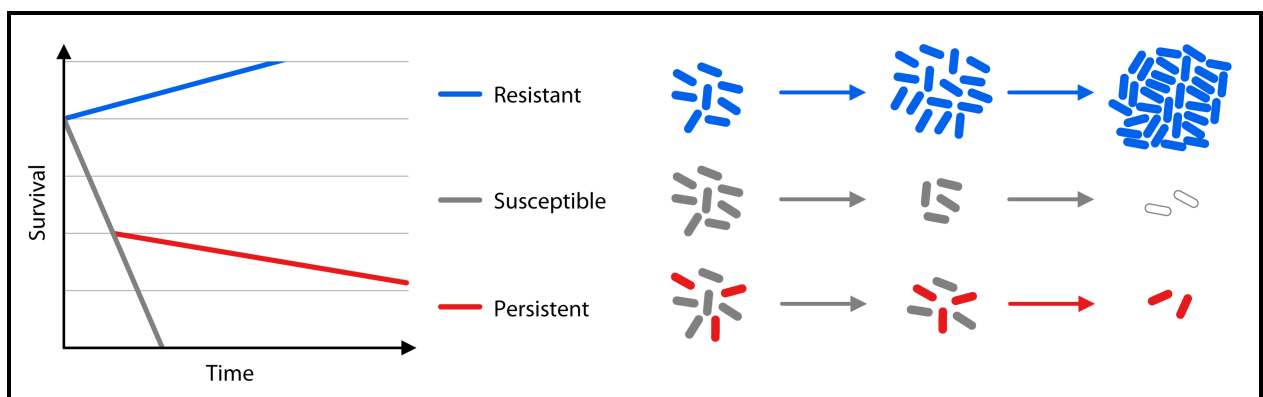 Survival
Time
Resistant
Susceptible
Persistent